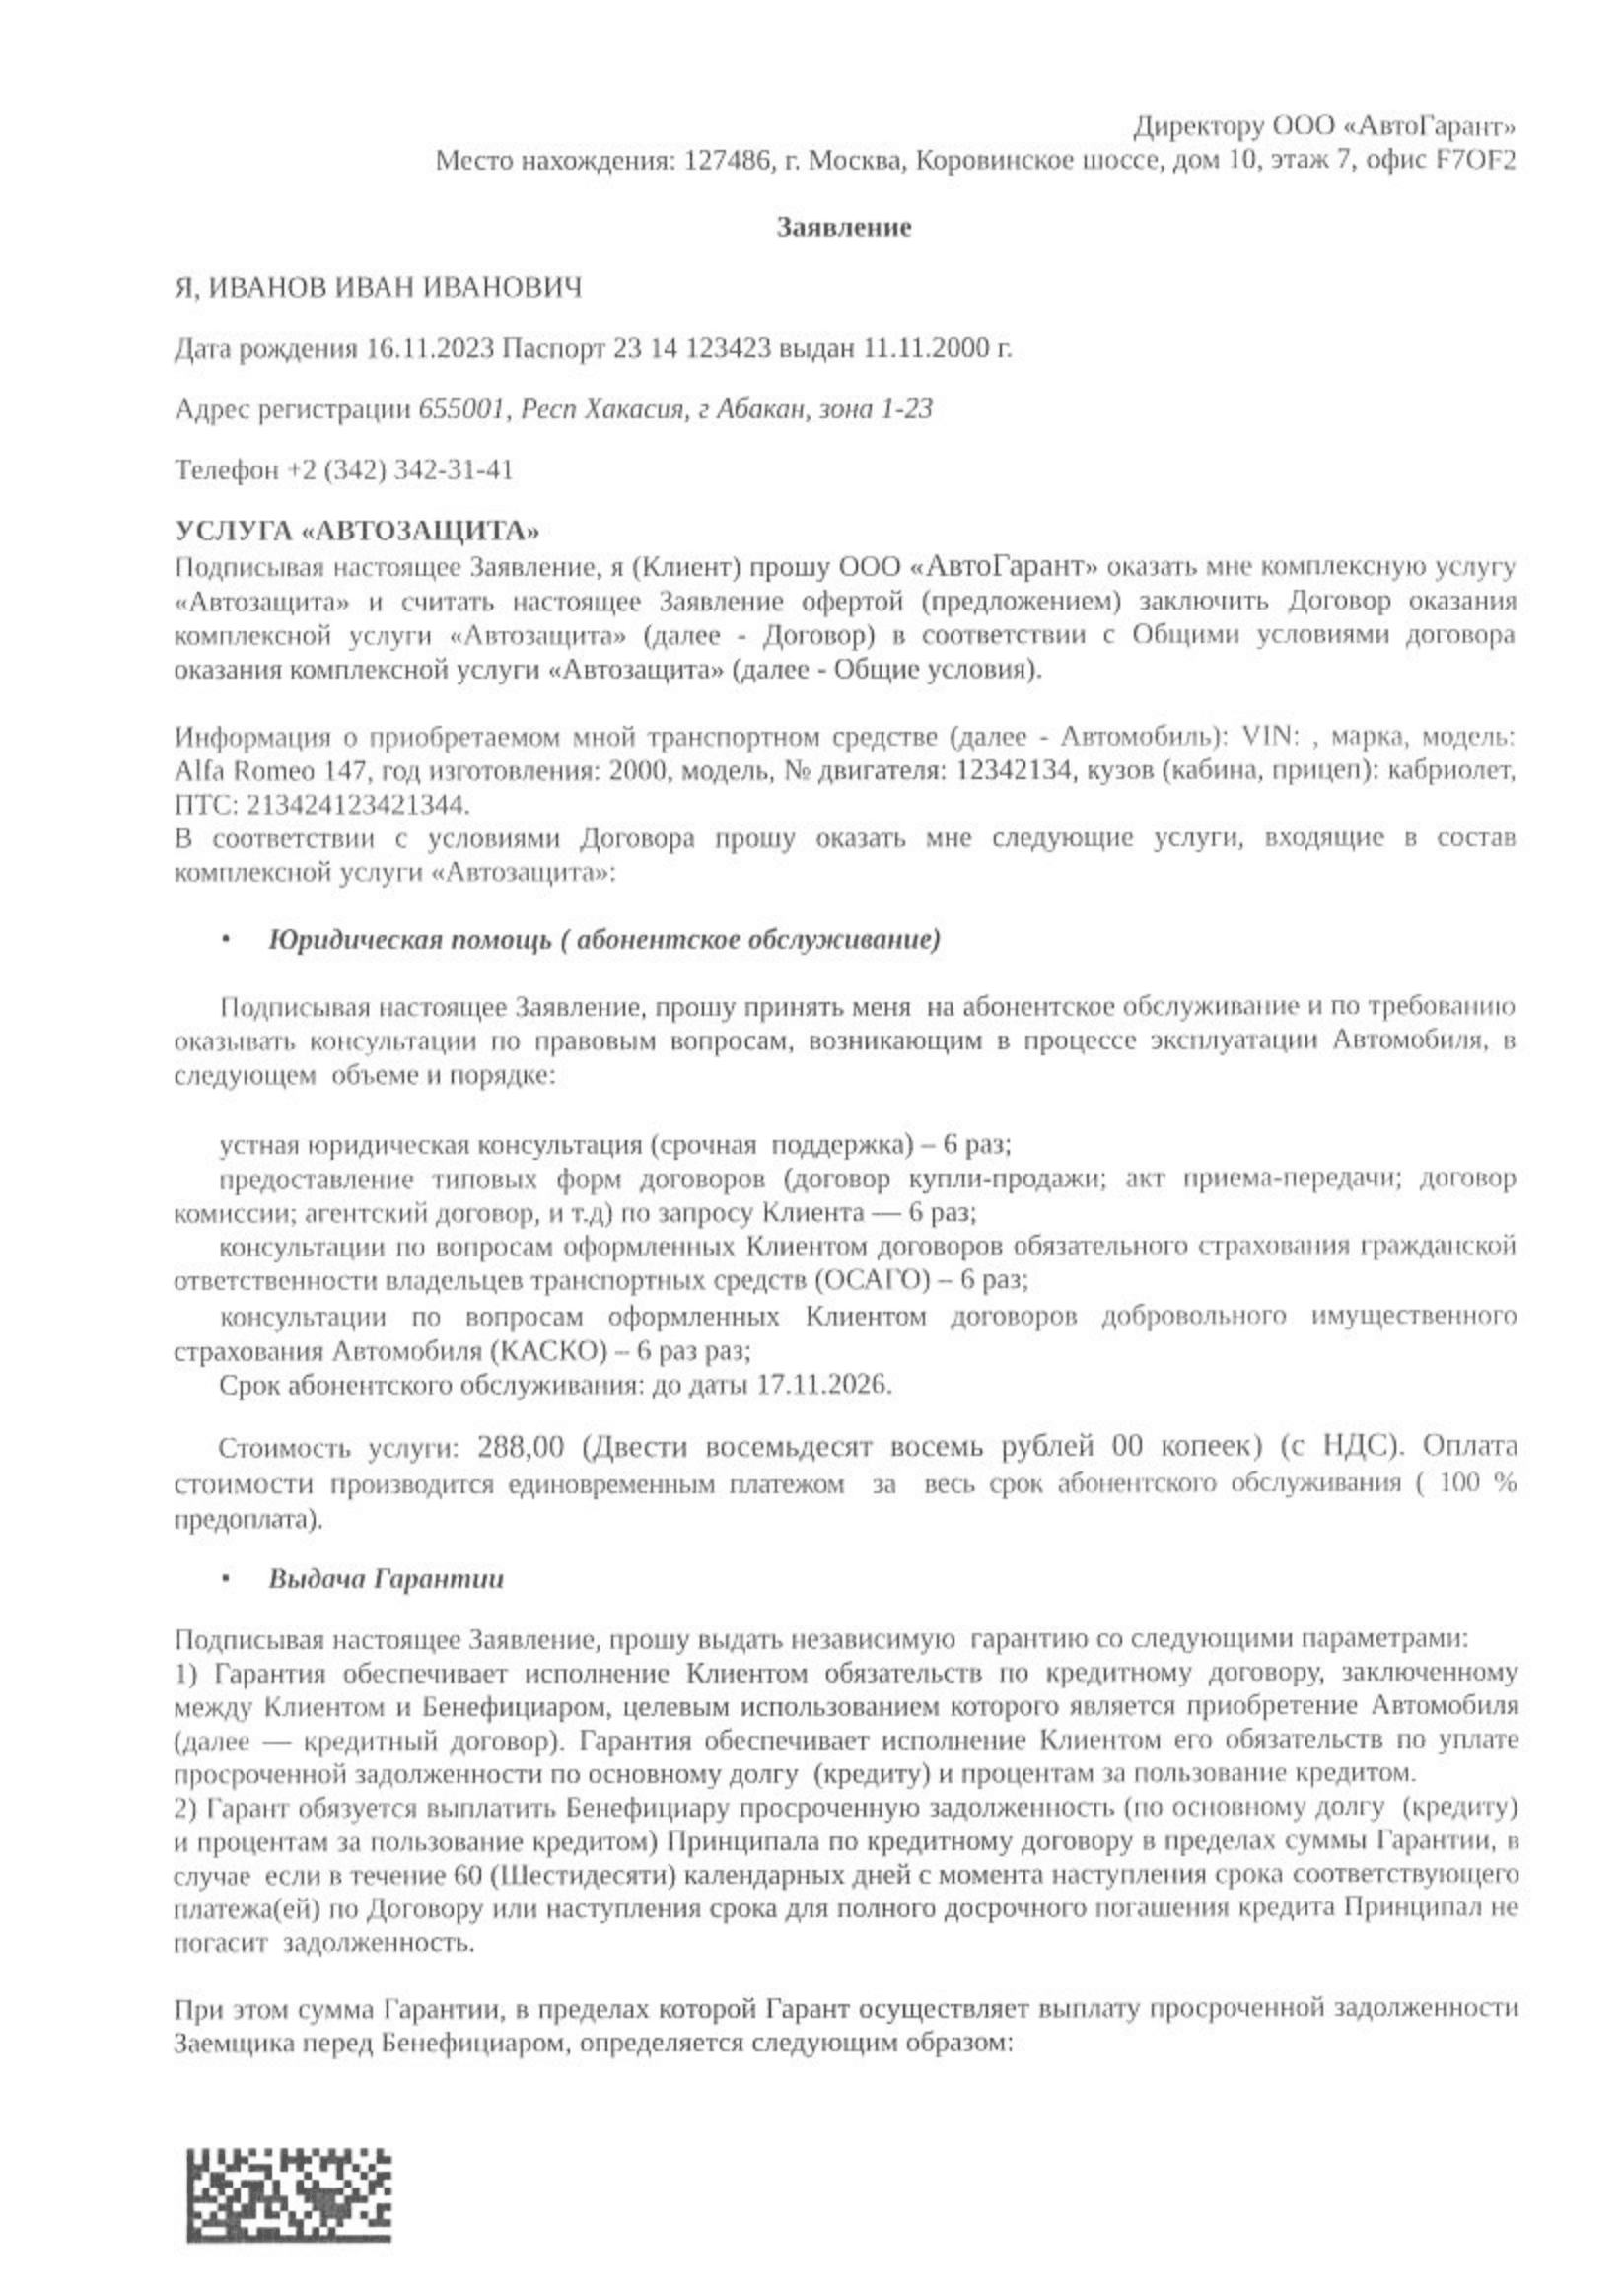 Директору ООО «АвтоГарант»
Место нахождения: 127486, г. Москва, Коровинское шоссе, дом 10, этаж 7, офис F7OF2
Заявление
Я, ИВАНОВ ИВАН ИВАНОВИЧ
Дата рождения 16.11.2023 Паспорт 23 14 123423 выдан 11.11.2000 г.
Адрес регистрации 655001, Респ Хакасия, г Абакан, зона 1-23
Телефон +2 (342) 342-31-41
УСЛУГА «АВТОЗАЩИТА»
Подписывая настоящее Заявление, я (Клиент) прошу ООО «АвтоГарант» оказать мне комплексную услугу
«Автозащита» и считать настоящее Заявление офертой (предложением) заключить Договор оказания
комплексной услуги «Автозащита» (далее - Договор) в соответствии с Общими условиями договора
оказания комплексной услуги «Автозащита» (далее - Общие условия).
Информация о приобретаемом мной транспортном средстве (далее - Автомобиль): VIN: , марка, модель:
Alfa Romeo 147, год изготовления: 2000, модель, № двигателя: 12342134, кузов (кабина, прицеп): кабриолет,
ПТС: 213424123421344.
В соответствии с условиями Договора прошу оказать мне следующие услуги, входящие в состав
комплексной услуги «Автозащита»:
• Юридическая помощь ( абонентское обслуживание)
Подписывая настоящее Заявление, прошу принять меня на абонентское обслуживание и по требованию
оказывать консультации по правовым вопросам, возникающим в процессе эксплуатации Автомобиля, в
следующем объеме и порядке:
устная юридическая консультация (срочная поддержка) – 6 раз;
предоставление типовых форм договоров (договор купли-продажи; акт приема-передачи; договор
комиссии; агентский договор, и т.д) по запросу Клиента — 6 раз;
консультации по вопросам оформленных Клиентом договоров обязательного страхования гражданской
ответственности владельцев транспортных средств (ОСАГО) – 6 раз;
консультации по вопросам оформленных Клиентом договоров добровольного имущественного
страхования Автомобиля (КАСКО) – 6 раз раз;
Срок абонентского обслуживания: до даты 17.11.2026.
Стоимость услуги: 288,00 (Двести восемьдесят восемь рублей 00 копеек) (с НДС). Оплата
стоимости производится единовременным платежом за весь срок абонентского обслуживания ( 100 %
предоплата).
• Выдача Гарантии
Подписывая настоящее Заявление, прошу выдать независимую гарантию со следующими параметрами:
1) Гарантия обеспечивает исполнение Клиентом обязательств по кредитному договору, заключенному
между Клиентом и Бенефициаром, целевым использованием которого является приобретение Автомобиля
(далее — кредитный договор). Гарантия обеспечивает исполнение Клиентом его обязательств по уплате
просроченной задолженности по основному долгу (кредиту) и процентам за пользование кредитом.
2) Гарант обязуется выплатить Бенефициару просроченную задолженность (по основному долгу (кредиту)
и процентам за пользование кредитом) Принципала по кредитному договору в пределах суммы Гарантии, в
случае если в течение 60 (Шестидесяти) календарных дней с момента наступления срока соответствующего
платежа(ей) по Договору или наступления срока для полного досрочного погашения кредита Принципал не
погасит задолженность.
При этом сумма Гарантии, в пределах которой Гарант осуществляет выплату просроченной задолженности
Заемщика перед Бенефициаром, определяется следующим образом: